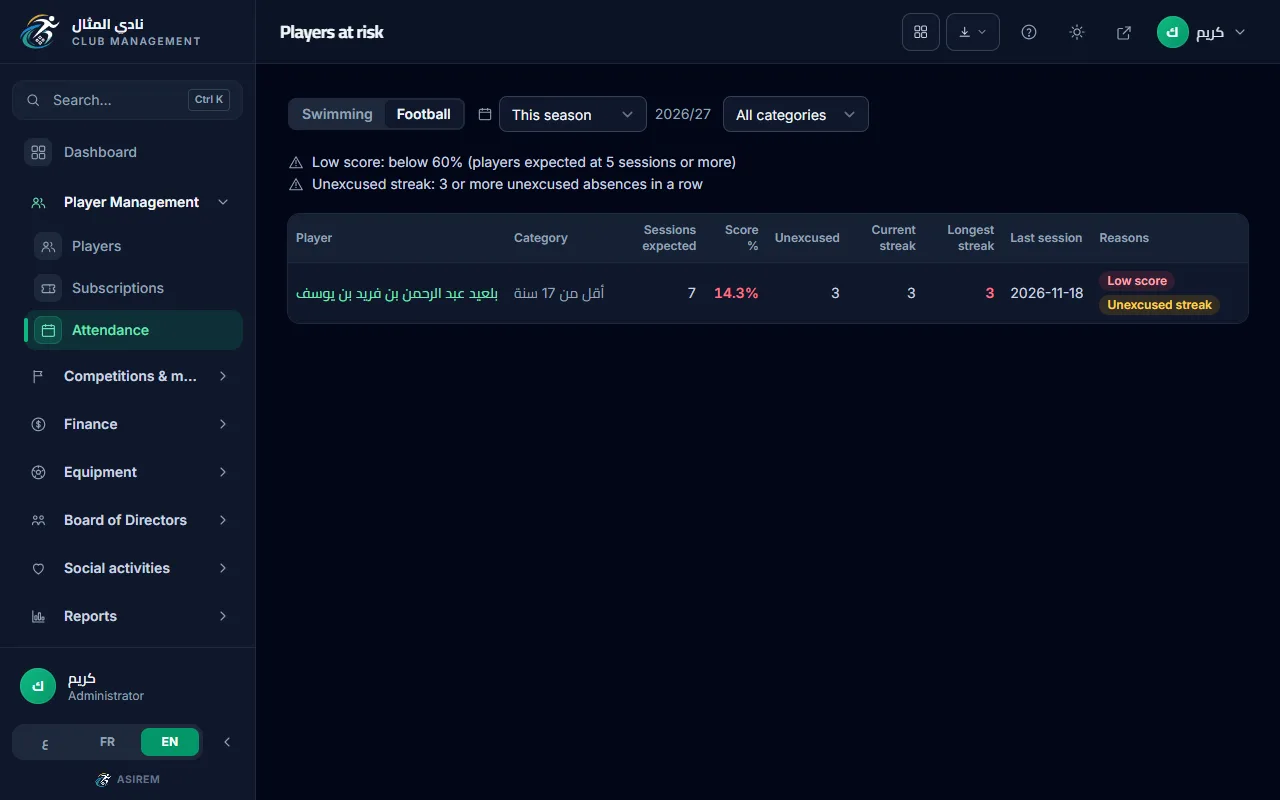 نادي المثال
CLUB MANAGEMENT
Search...
Ctrl K
Dashboard
Player Management
Players
Subscriptions
Attendance
Competitions & m...
Finance
Equipment
Board of Directors
Social activities
Reports
ك
كريم
Administrator
ع
FR
EN
ASIREM
Players at risk
ك
كريم
Swimming
Football
This season
2026/27
All categories
Low score: below 60% (players expected at 5 sessions or more)
Unexcused streak: 3 or more unexcused absences in a row
Player
Category
Sessions expected
Score %
Unexcused
Current streak
Longest streak
Last session
Reasons
بلعيد عبد الرحمن بن فريد بن يوسف
أقل من 17 سنة
7
14.3%
3
3
3
2026-11-18
Low score
Unexcused streak